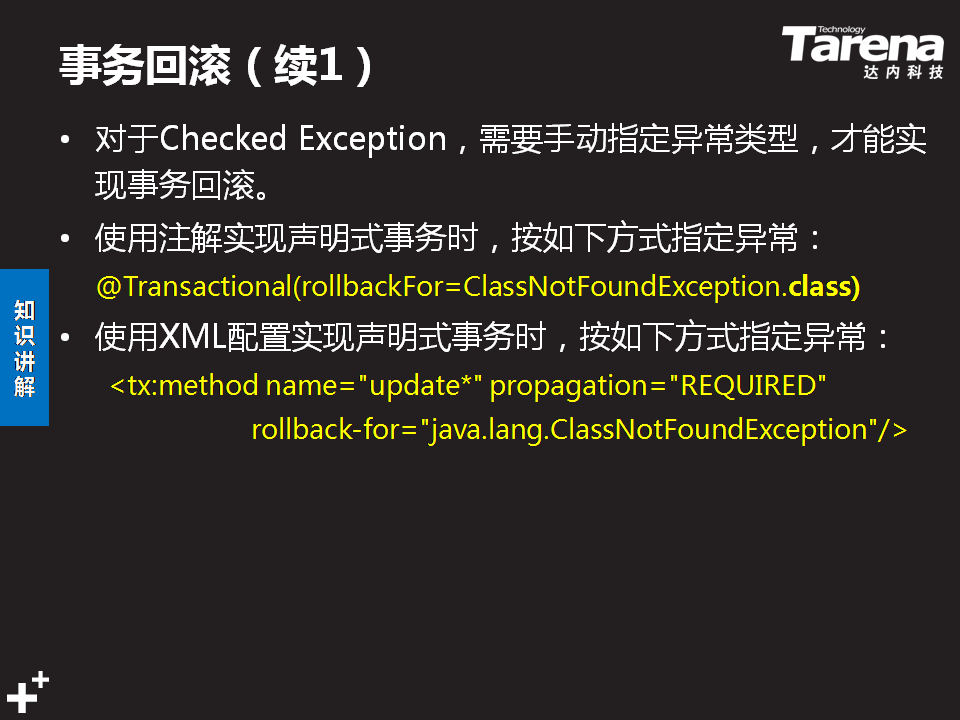 事务回滚（续1）
Technology
Tarena
达内科技
• 对于Checked Exception，需要手动指定异常类型，才能实
现事务回滚。
• 使用注解实现声明式事务时，按如下方式指定异常：
@Transactional(rollbackFor=ClassNotFoundException.class)
知识讲解
• 使用XML配置实现声明式事务时，按如下方式指定异常：
<tx:method name="update*" propagation="REQUIRED"
rollback-for="java.lang.ClassNotFoundException"/>